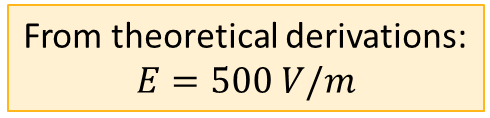 From theoretical derivations:
E = 500 V/m